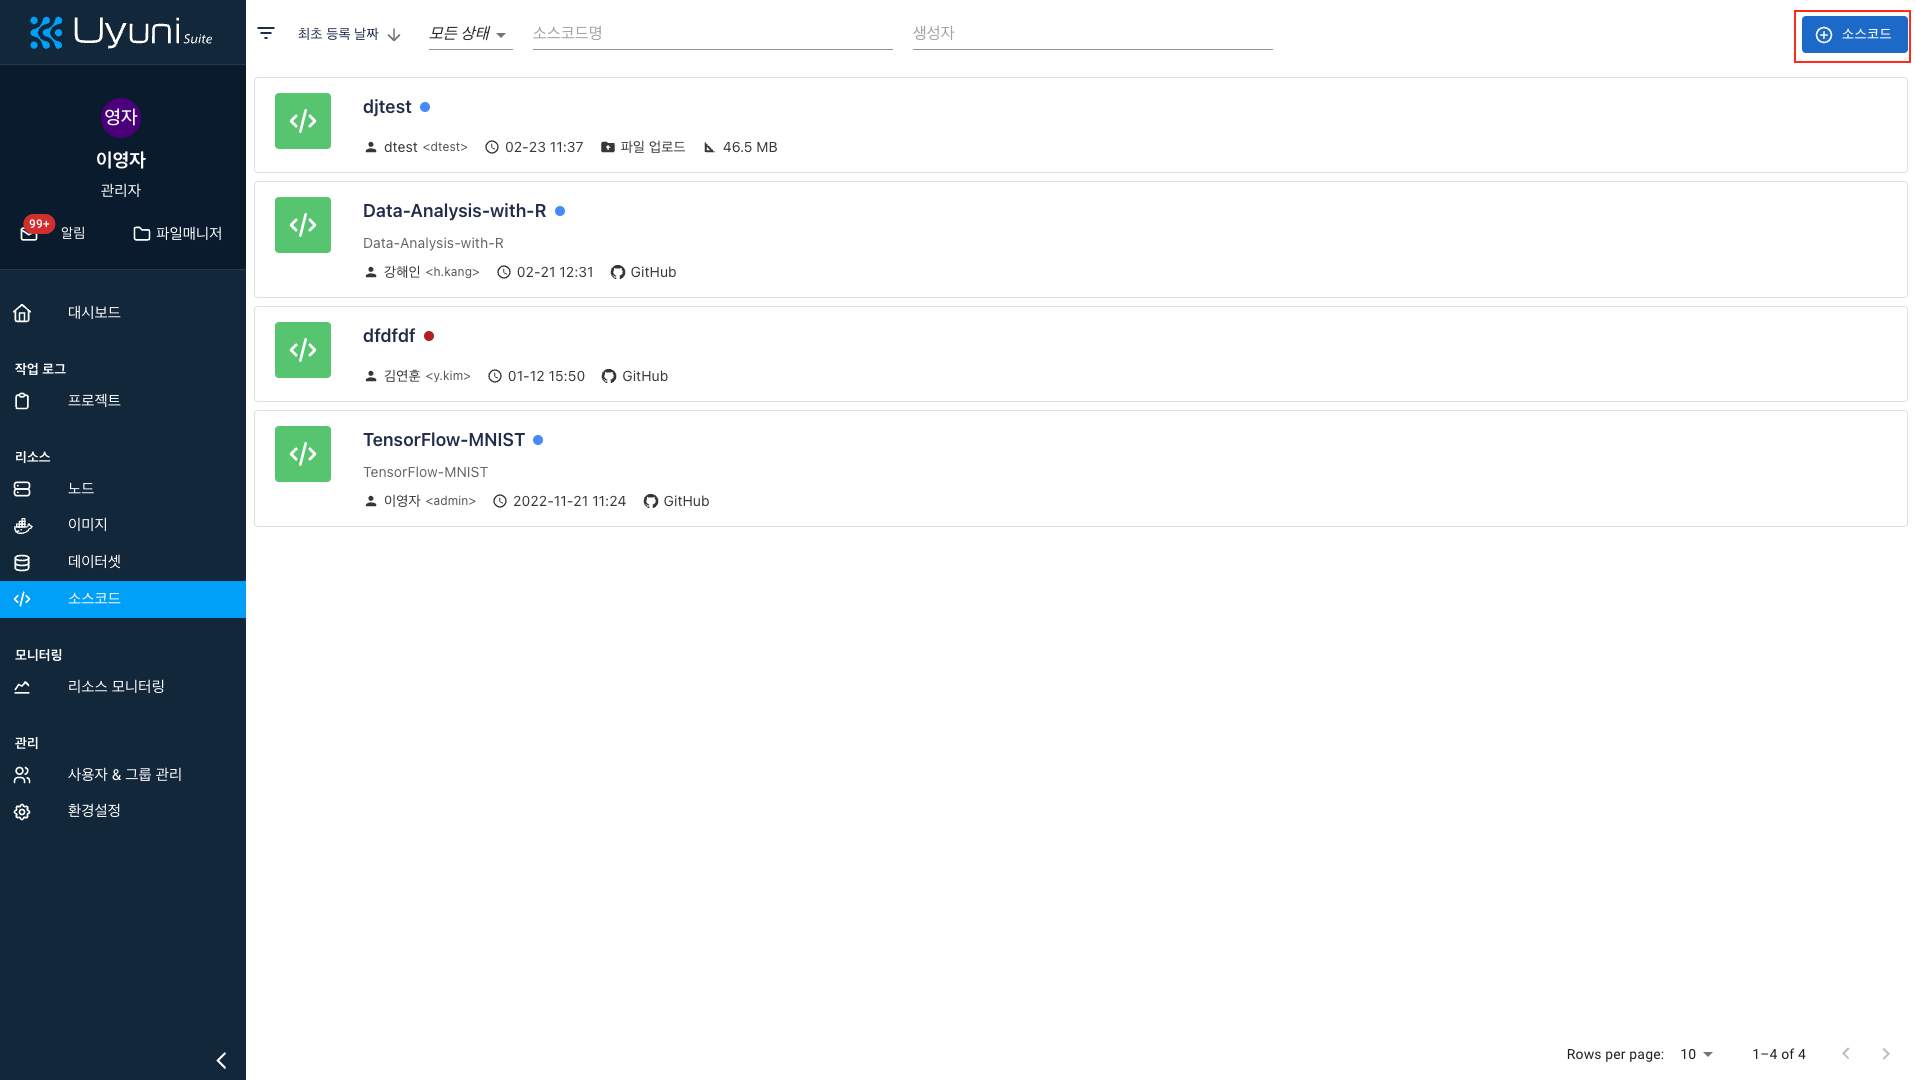 Uyuni Suite
영자
이영자
관리자
99+
알림
파일매니저
대시보드
작업 로그
프로젝트
리소스
노드
이미지
데이터셋
소스코드
모니터링
리소스 모니터링
관리
사용자 & 그룹 관리
환경설정
최초 등록 날짜
모든 상태
소스코드명
생성자
소스코드
djtest
dtest <dtest> 02-23 11:37 파일 업로드 46.5 MB
Data-Analysis-with-R
Data-Analysis-with-R
강해인 <h.kang> 02-21 12:31 GitHub
dfdfdf
김연훈 <y.kim> 01-12 15:50 GitHub
TensorFlow-MNIST
TensorFlow-MNIST
이영자 <admin> 2022-11-21 11:24 GitHub
Rows per page: 10 1–4 of 4